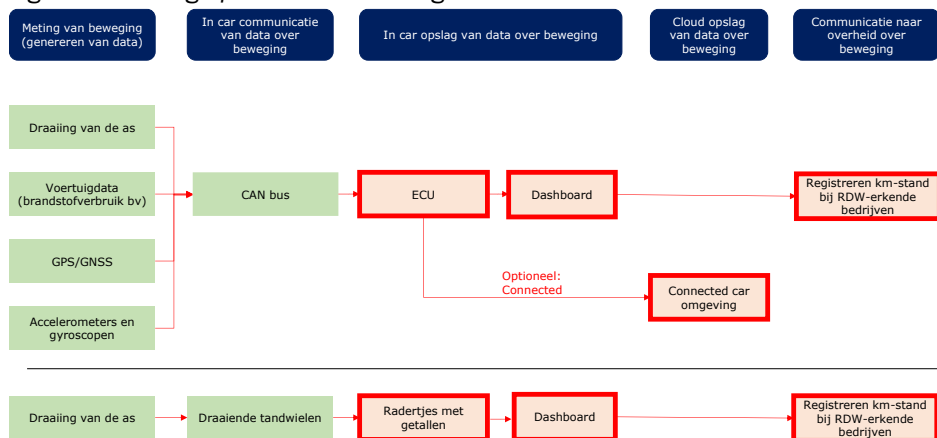 Meting van beweging
(genereren van data)
In car communicatie
van data over
beweging
In car opslag van data over beweging
Cloud opslag
van data over
beweging
Communicatie naar
overheid over
beweging
Draaiing van de as
Voertuigdata
(brandstofverbruik bv)
CAN bus
ECU
Dashboard
Registreren km-stand
bij RDW-erkende
bedrijven
GPS/GNSS
Optioneel:
Connected
Connected car
omgeving
Accelerometers en
gyroscopen
Draaiing van de as
Draaiende tandwielen
Radertjes met
getallen
Dashboard
Registreren km-stand
bij RDW-erkende
bedrijven